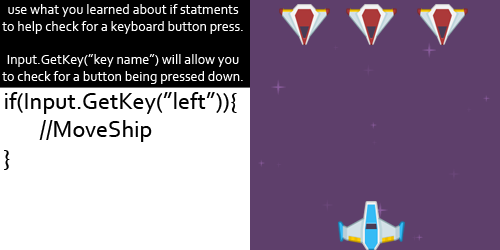 use what you learned about if statments
to help check for a keyboard button press.
Input.GetKey(”key name”) will allow you
to check for a button being pressed down.
if(Input.GetKey(”left”)){
//MoveShip
}